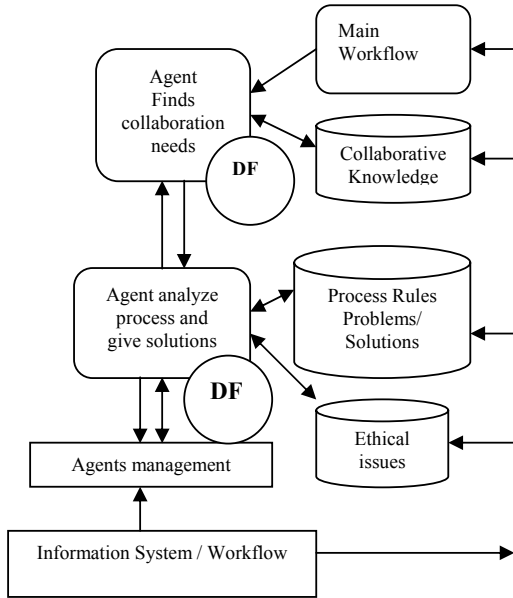 Main
Workflow
Agent
Finds
collaboration
needs
DF
Collaborative
Knowledge
Agent analyze
process and
give solutions
DF
Process Rules
Problems/
Solutions
Ethical
issues
Agents management
Information System / Workflow